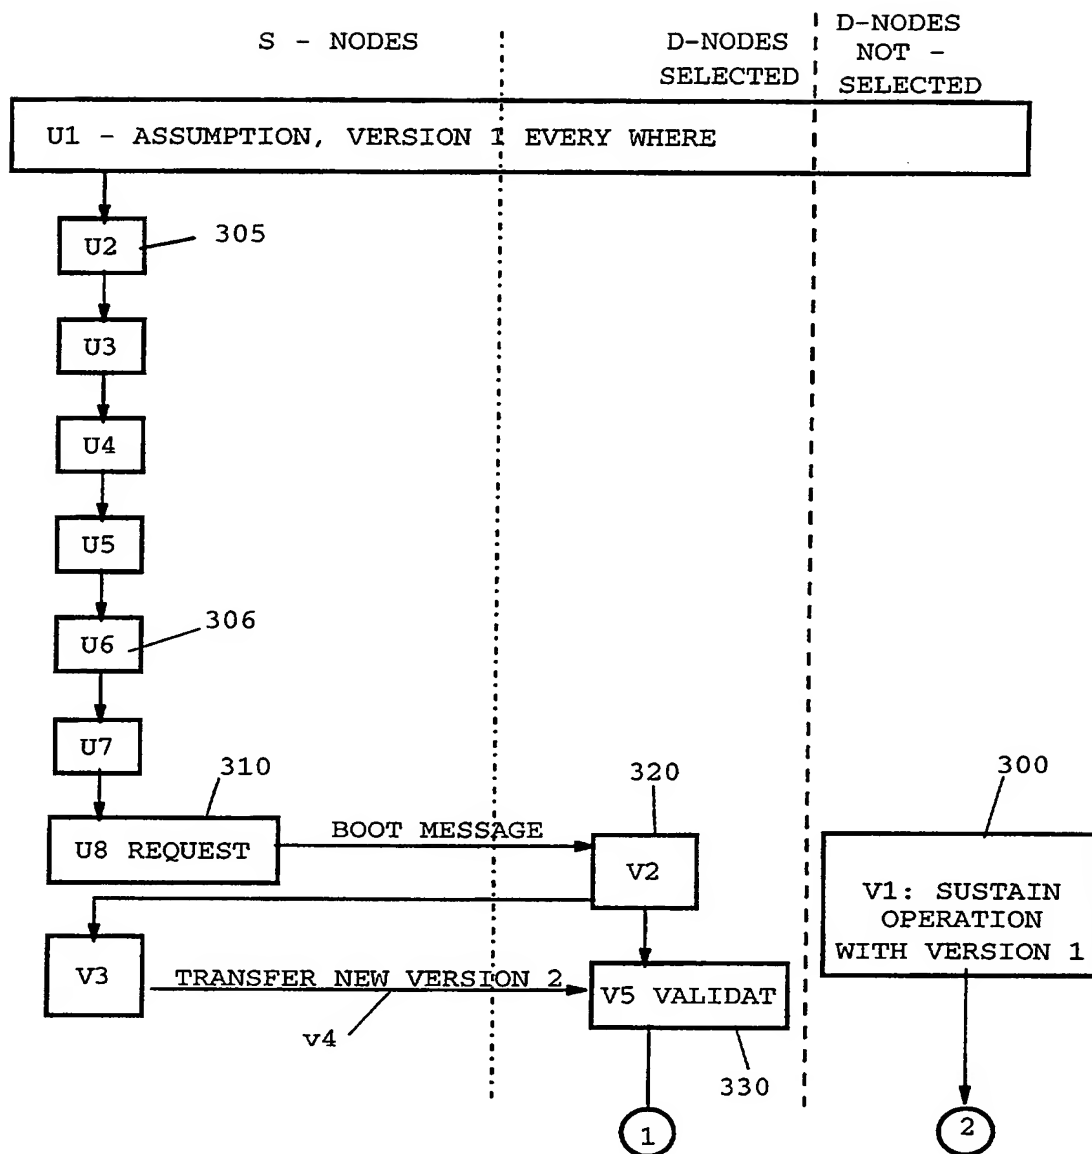 S - NODES
D-NODES
SELECTED
D-NODES
NOT -
SELECTED
U1 - ASSUMPTION, VERSION 1 EVERY WHERE
U2
305
U3
U4
U5
U6
306
U7
310
U8 REQUEST
BOOT MESSAGE
320
V2
300
V1: SUSTAIN
OPERATION
WITH VERSION 1
V3
TRANSFER NEW VERSION 2
v4
V5 VALIDAT
330
1
2